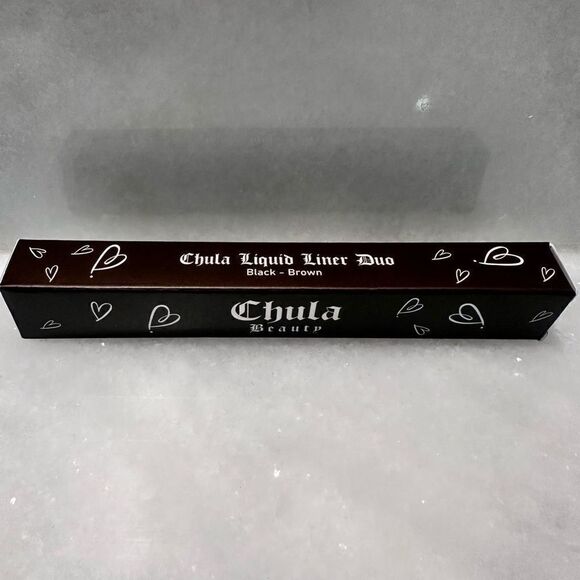 Chula Liquid Liner Duo
Black - Brown
Chula
Beauty